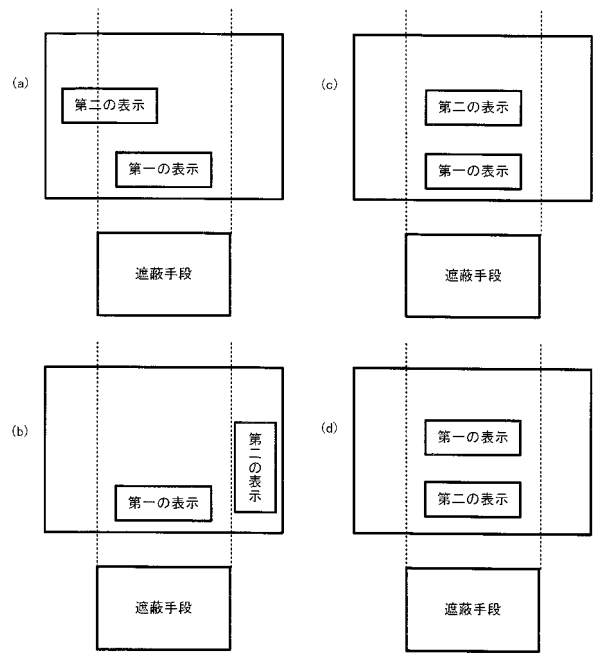 (a)
第二の表示
第一の表示
遮蔽手段
(b)
第二の表示
第一の表示
遮蔽手段
(c)
第二の表示
第一の表示
遮蔽手段
(d)
第一の表示
第二の表示
遮蔽手段